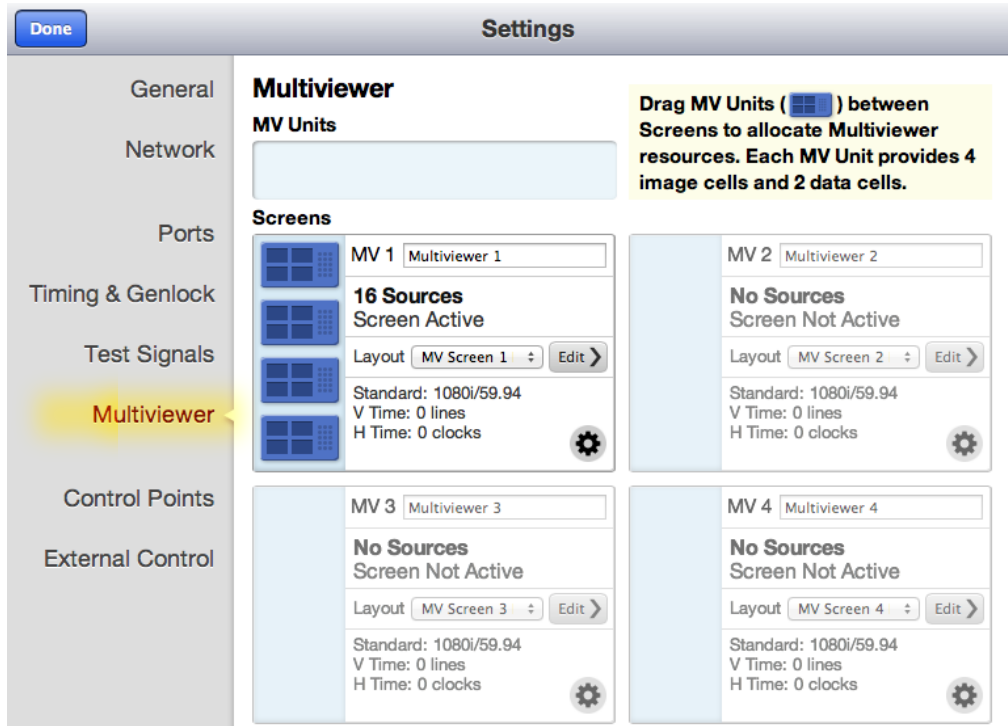 Done
Settings
General
Network
Ports
Timing & Genlock
Test Signals
Multiviewer
Control Points
External Control
Multiviewer
MV Units
Drag MV Units ( ) between
Screens to allocate Multiviewer
resources. Each MV Unit provides 4
image cells and 2 data cells.
Screens
MV 1 Multiviewer 1
16 Sources
Screen Active
Layout MV Screen 1 Edit
Standard: 1080i/59.94
V Time: 0 lines
H Time: 0 clocks
MV 2 Multiviewer 2
No Sources
Screen Not Active
Layout MV Screen 2 Edit
Standard: 1080i/59.94
V Time: 0 lines
H Time: 0 clocks
MV 3 Multiviewer 3
No Sources
Screen Not Active
Layout MV Screen 3 Edit
Standard: 1080i/59.94
V Time: 0 lines
H Time: 0 clocks
MV 4 Multiviewer 4
No Sources
Screen Not Active
Layout MV Screen 4 Edit
Standard: 1080i/59.94
V Time: 0 lines
H Time: 0 clocks